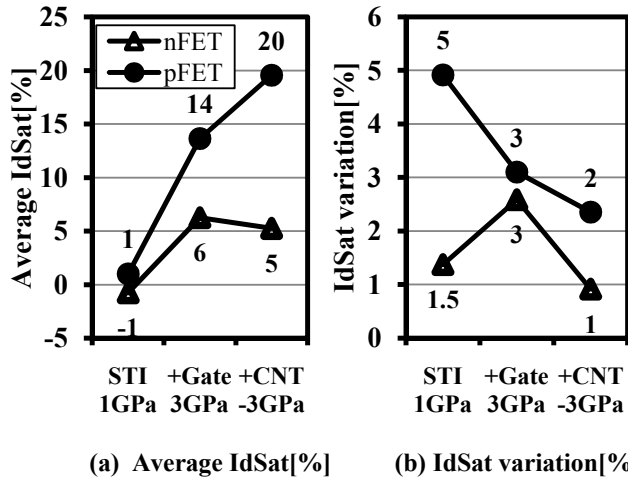 Average IdSat[%]
25
20
15
10
5
0
-5
nFET
pFET
20
14
1
6
5
-1
STI +Gate +CNT
1GPa 3GPa -3GPa
(a) Average IdSat[%]
IdSat variation[%]
6
5
4
3
2
1
0
5
3
2
1.5
3
1
STI +Gate +CNT
1GPa 3GPa -3GPa
(b) IdSat variation[%